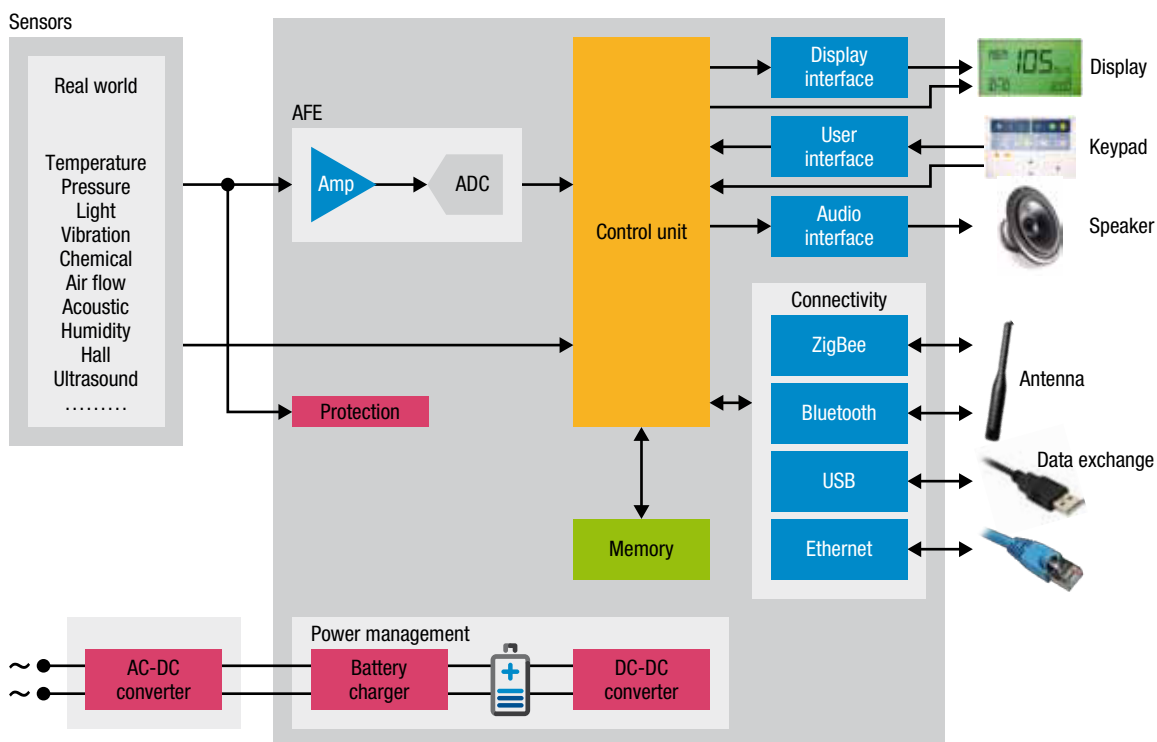 Sensors
Real world
Temperature
Pressure
Light
Vibration
Chemical
Air flow
Acoustic
Humidity
Hall
Ultrasound
.........
AFE
Amp
ADC
Protection
Control unit
Memory
Display
interface
User
interface
Audio
interface
Connectivity
ZigBee
Bluetooth
USB
Ethernet
105
Display
Keypad
Speaker
Antenna
Data exchange
~
~
AC-DC
converter
Power management
Battery
charger
+
DC-DC
converter